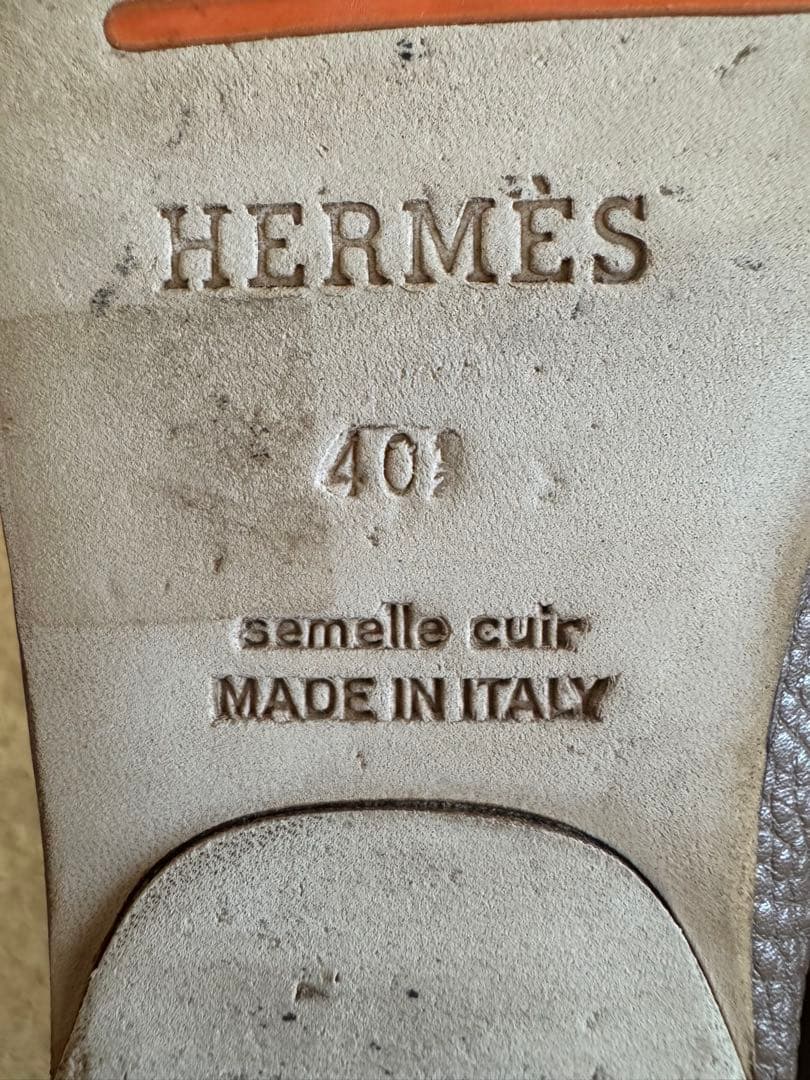 HERMÈS
40
semelle cuir
MADE IN ITALY